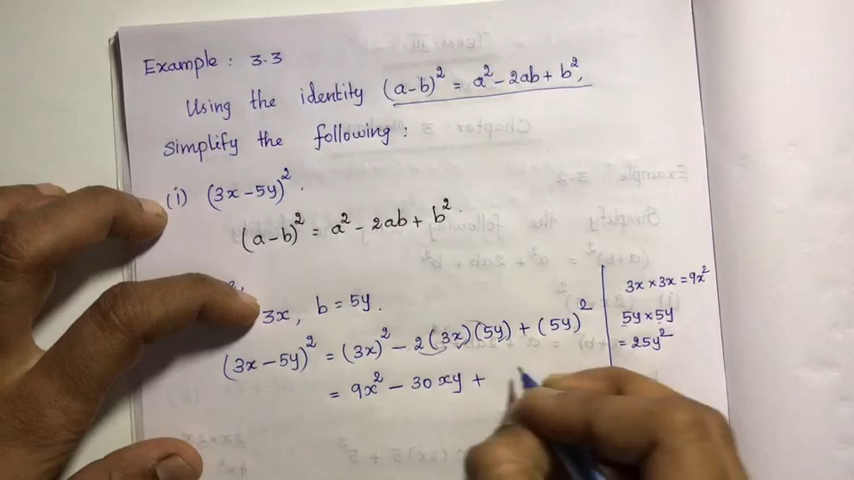 Example : 3.3
Using the identity (a-b)² = a² - 2ab + b²,
simplify the following :
(i) (3x - 5y)².
(a-b)² = a² - 2ab + b²
3x, b = 5y.
(3x - 5y)² = (3x)² - 2(3x)(5y) + (5y)²
= 9x² - 30xy +
3x × 3x = 9x²
5y × 5y
= 25y²